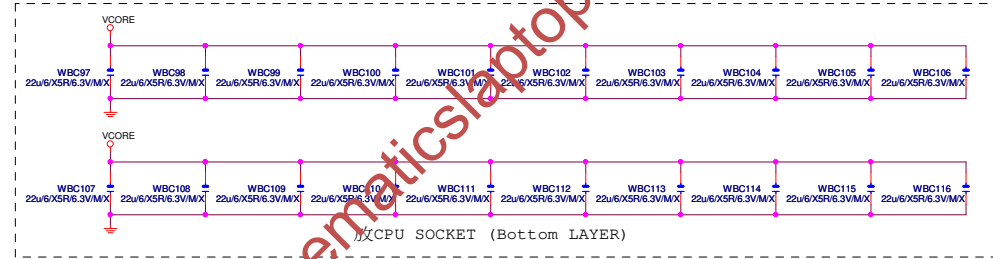 VCORE
WBC97 WBC98 WBC99 WBC100 WBC101 WBC102 WBC103 WBC104 WBC105 WBC106
22u/6/X5R/6.3V/M/X 22u/6/X5R/6.3V/M/X 22u/6/X5R/6.3V/M/X 22u/6/X5R/6.3V/M/X 22u/6/X5R/6.3V/M/X 22u/6/X5R/6.3V/M/X 22u/6/X5R/6.3V/M/X 22u/6/X5R/6.3V/M/X 22u/6/X5R/6.3V/M/X 22u/6/X5R/6.3V/M/X
VCORE
WBC107 WBC108 WBC109 WBC110 WBC111 WBC112 WBC113 WBC114 WBC115 WBC116
22u/6/X5R/6.3V/M/X 22u/6/X5R/6.3V/M/X 22u/6/X5R/6.3V/M/X 22u/6/X5R/6.3V/M/X 22u/6/X5R/6.3V/M/X 22u/6/X5R/6.3V/M/X 22u/6/X5R/6.3V/M/X 22u/6/X5R/6.3V/M/X 22u/6/X5R/6.3V/M/X 22u/6/X5R/6.3V/M/X
放CPU SOCKET (Bottom LAYER)
ematicslaptop